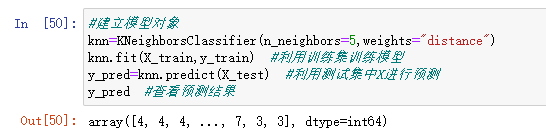 In [50]: #建立模型对象
knn=KNeighborsClassifier(n_neighbors=5,weights="distance")
knn.fit(X_train,y_train) #利用训练集训练模型
y_pred=knn.predict(X_test) #利用测试集中X进行预测
y_pred #查看预测结果
Out[50]: array([4, 4, 4, ..., 7, 3, 3], dtype=int64)